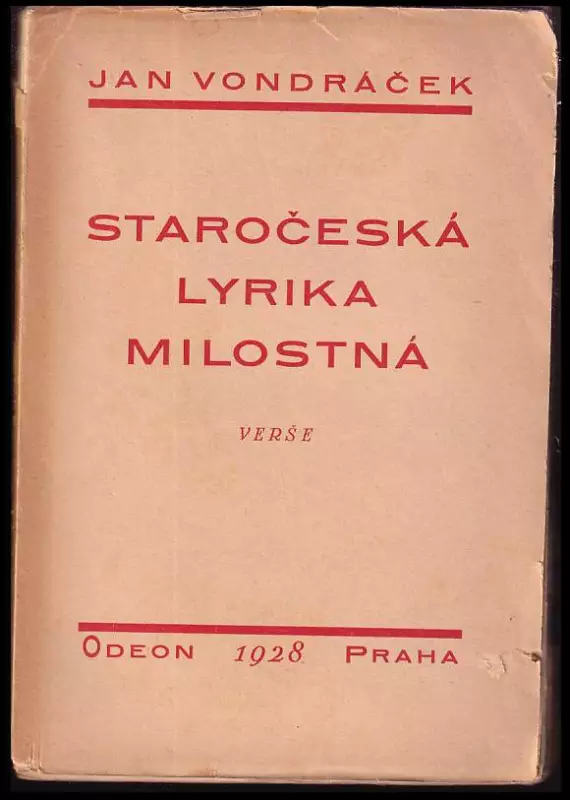 JAN VONDRÁČEK
STAROČESKÁ
LYRIKA
MILOSTNÁ
VERŠE
ODEON 1928 PRAHA